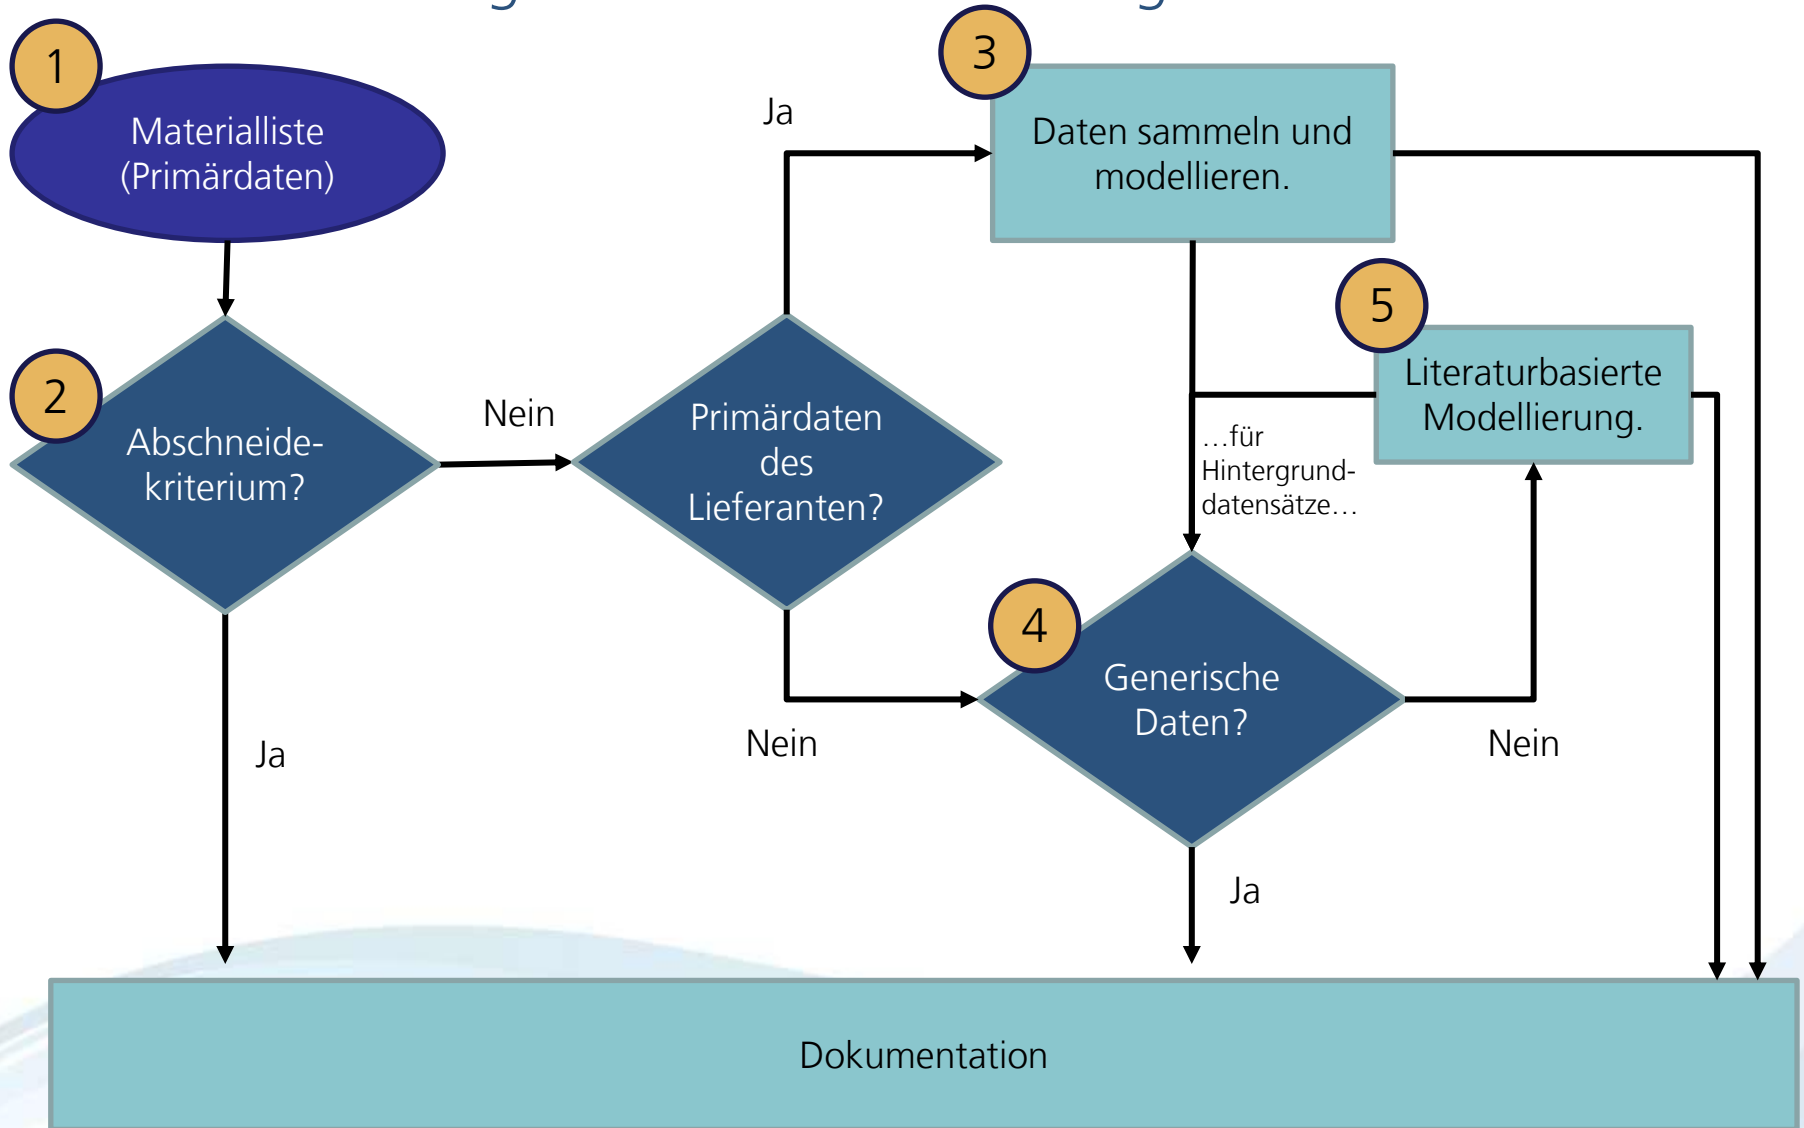 1
Materialliste
(Primärdaten)
2
Abschneide-
kriterium?
Nein
Ja
Primärdaten
des
Lieferanten?
Ja
Nein
3
Daten sammeln und
modellieren.
…für
Hintergrund-
datensätze…
4
Generische
Daten?
Nein
Ja
5
Literaturbasierte
Modellierung.
Dokumentation